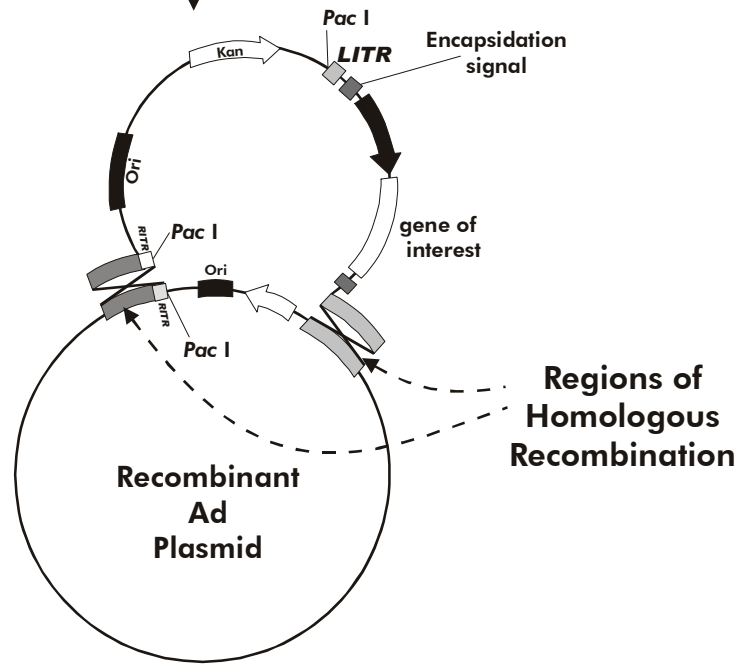 Pac I
LITR
Encapsidation
signal
Kan
Ori
gene of
interest
RITR
Pac I
Ori
RITR
Pac I
Regions of
Homologous
Recombination
Recombinant
Ad
Plasmid